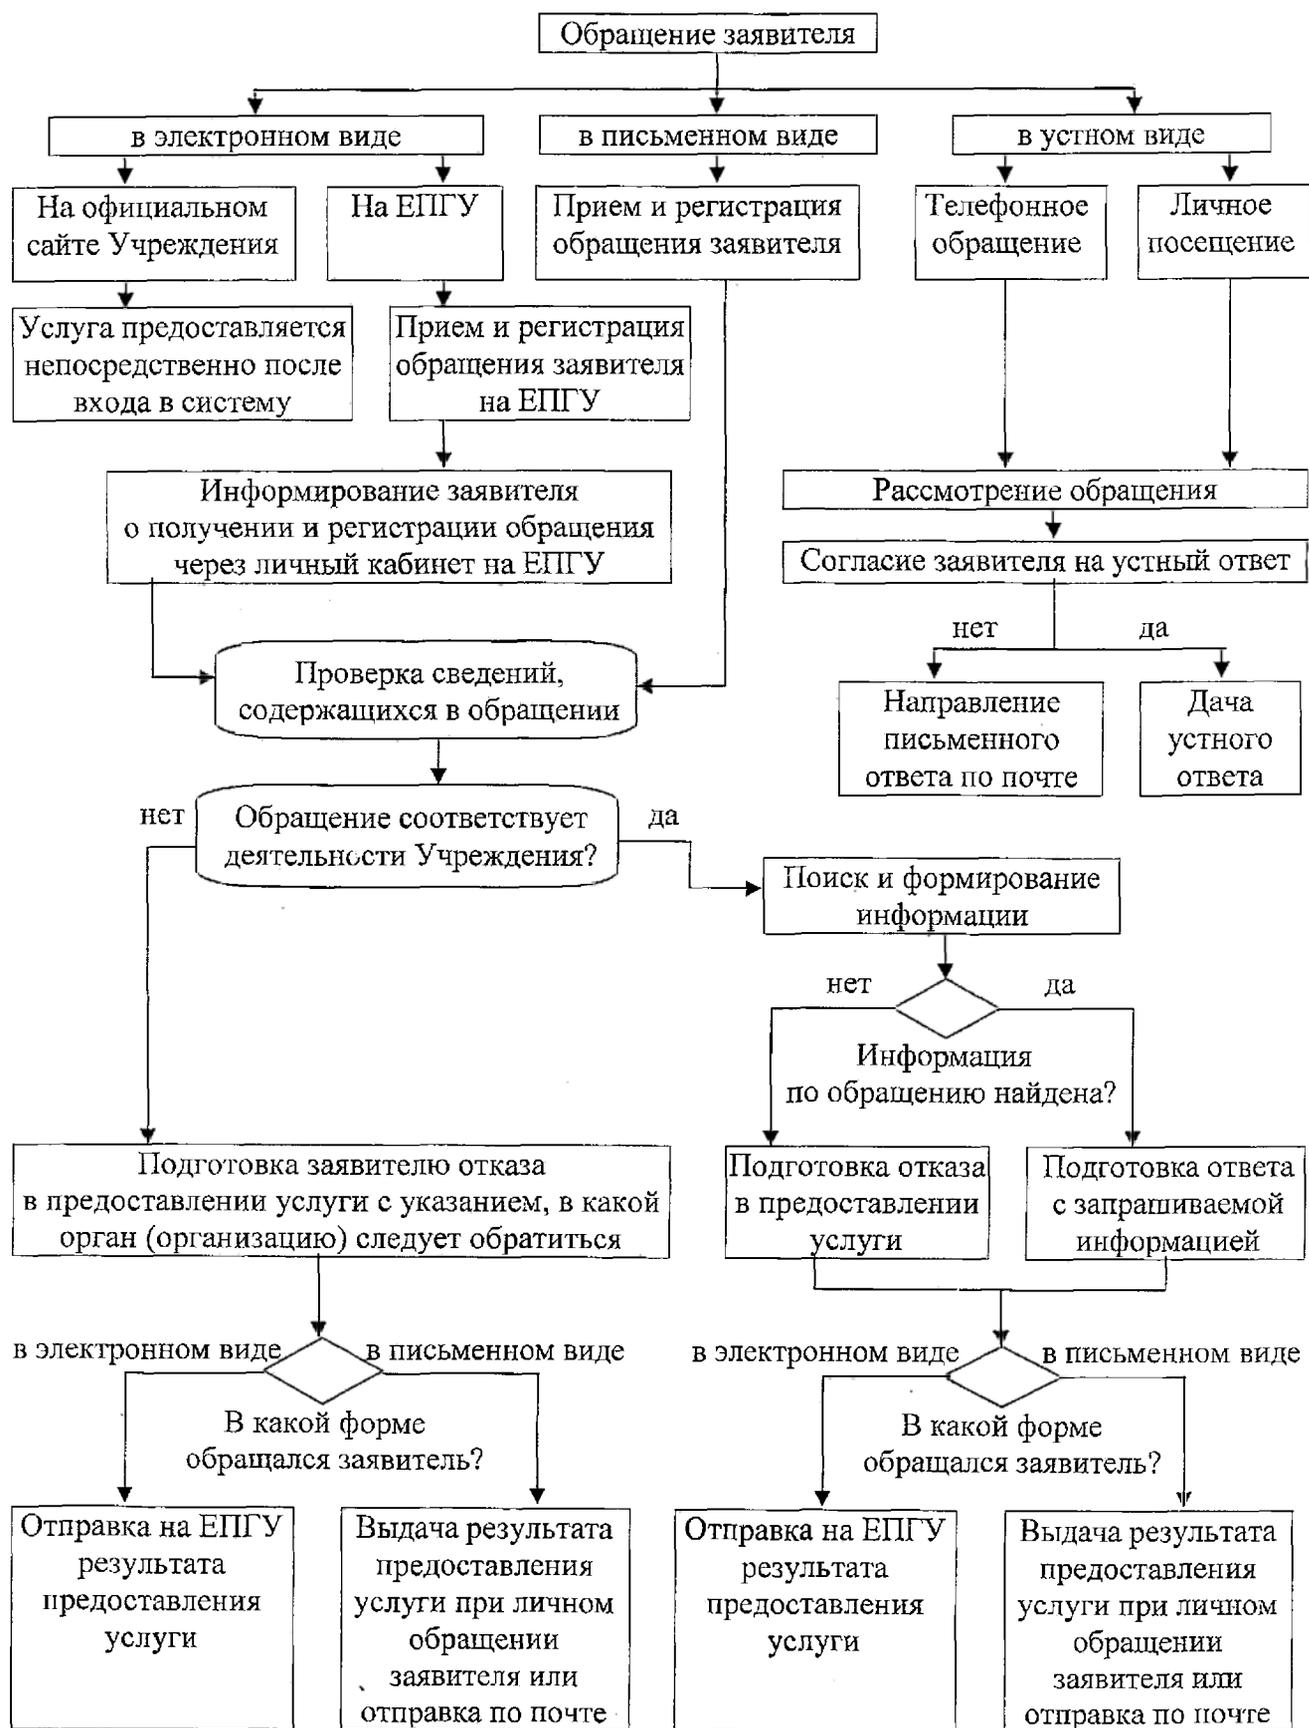 Обращение заявителя
в электронном виде
в письменном виде
в устном виде
На официальном
сайте Учреждения
На ЕПГУ
Прием и регистрация
обращения заявителя
Телефонное
обращение
Личное
посещение
Услуга предоставляется
непосредственно после
входа в систему
Прием и регистрация
обращения заявителя
на ЕПГУ
Информирование заявителя
о получении и регистрации обращения
через личный кабинет на ЕПГУ
Рассмотрение обращения
Согласие заявителя на устный ответ
нет
да
Направление
письменного
ответа по почте
Дача
устного
ответа
Проверка сведений,
содержащихся в обращении
нет
Обращение соответствует
деятельности Учреждения?
да
Поиск и формирование
информации
нет
да
Информация
по обращению найдена?
Подготовка заявителю отказа
в предоставлении услуги с указанием, в какой
орган (организацию) следует обратиться
Подготовка отказа
в предоставлении
услуги
Подготовка ответа
с запрашиваемой
информацией
в электронном виде
в письменном виде
В какой форме
обращался заявитель?
в электронном виде
в письменном виде
В какой форме
обращался заявитель?
Отправка на ЕПГУ
результата
предоставления
услуги
Выдача результата
предоставления
услуги при личном
обращении
заявителя или
отправка по почте
Отправка на ЕПГУ
результата
предоставления
услуги
Выдача результата
предоставления
услуги при личном
обращении
заявителя или
отправка по почте